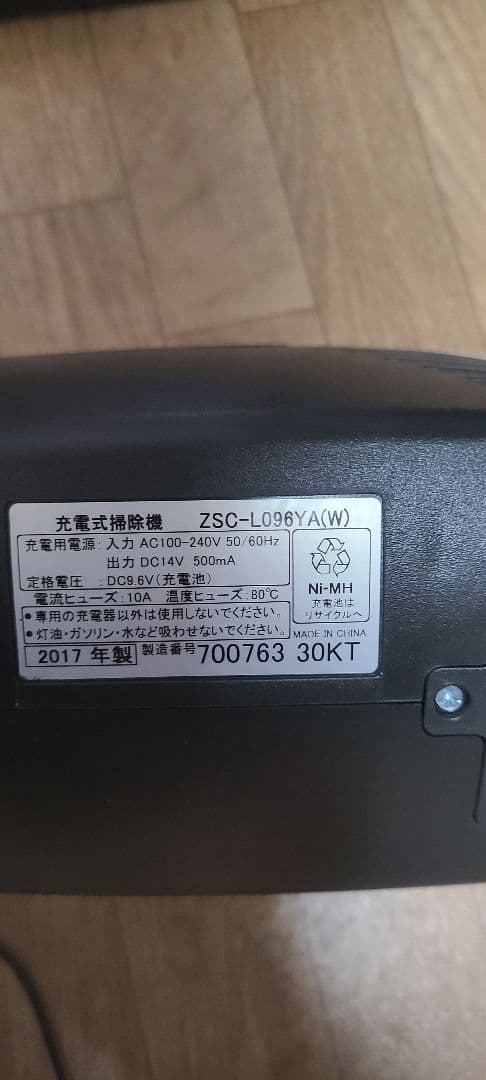 充電式掃除機 ZSC-L096YA(W)
充電用電源：入力 AC100-240V 50/60Hz
出力 DC14V 500mA
定格電圧 ：DC9.6V(充電池)
電流ヒューズ：10A 温度ヒューズ：80℃
●専用の充電器以外は使用しないでください。
●灯油・ガソリン・水など吸わせないでください。
Ni-MH
充電池は
リサイクルへ
MADE IN CHINA
2017 年製 製造番号 700763 30KT